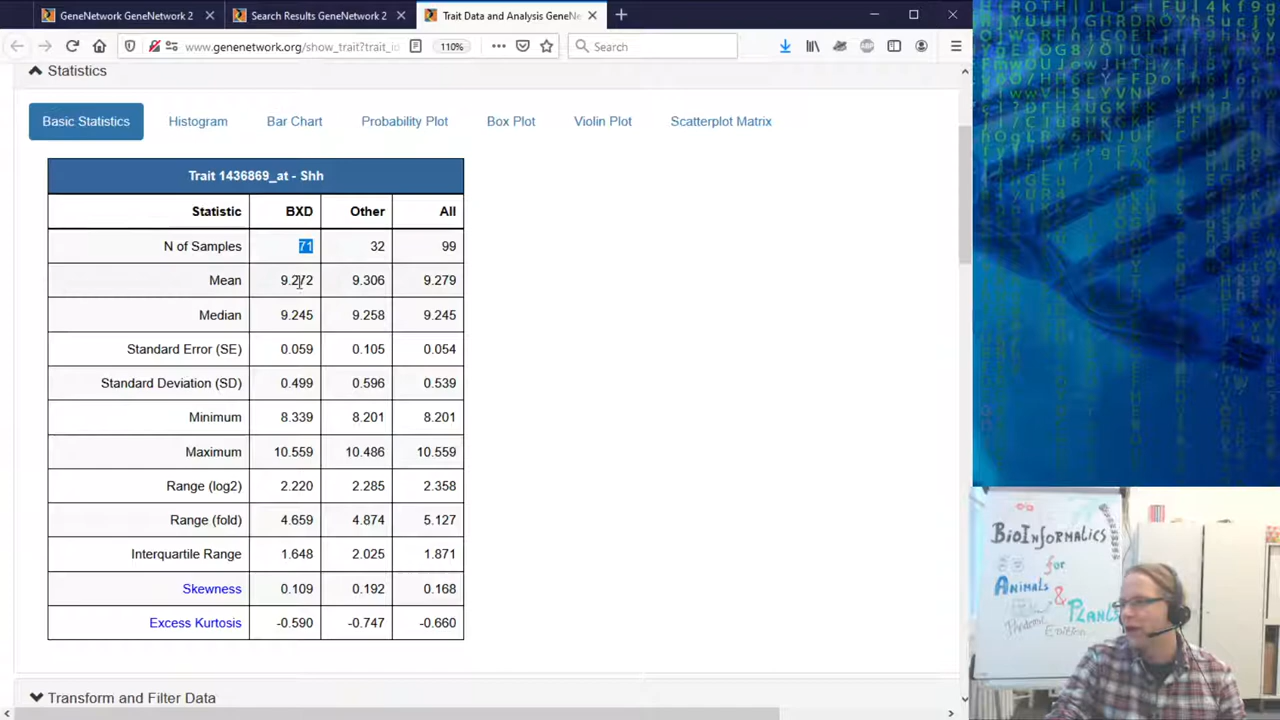 GeneNetwork GeneNetwork 2
Search Results GeneNetwork 2
Trait Data and Analysis GeneNe
www.genenetwork.org/show_trait?trait_id
110%
Search
Statistics
Basic Statistics
Histogram
Bar Chart
Probability Plot
Box Plot
Violin Plot
Scatterplot Matrix
Trait 1436869_at - Shh
Statistic BXD Other All
N of Samples 71 32 99
Mean 9.272 9.306 9.279
Median 9.245 9.258 9.245
Standard Error (SE) 0.059 0.105 0.054
Standard Deviation (SD) 0.499 0.596 0.539
Minimum 8.339 8.201 8.201
Maximum 10.559 10.486 10.559
Range (log2) 2.220 2.285 2.358
Range (fold) 4.659 4.874 5.127
Interquartile Range 1.648 2.025 1.871
Skewness 0.109 0.192 0.168
Excess Kurtosis -0.590 -0.747 -0.660
Transform and Filter Data
BioInformatics
for
Animals
&
Plants
Pandemic
Edition